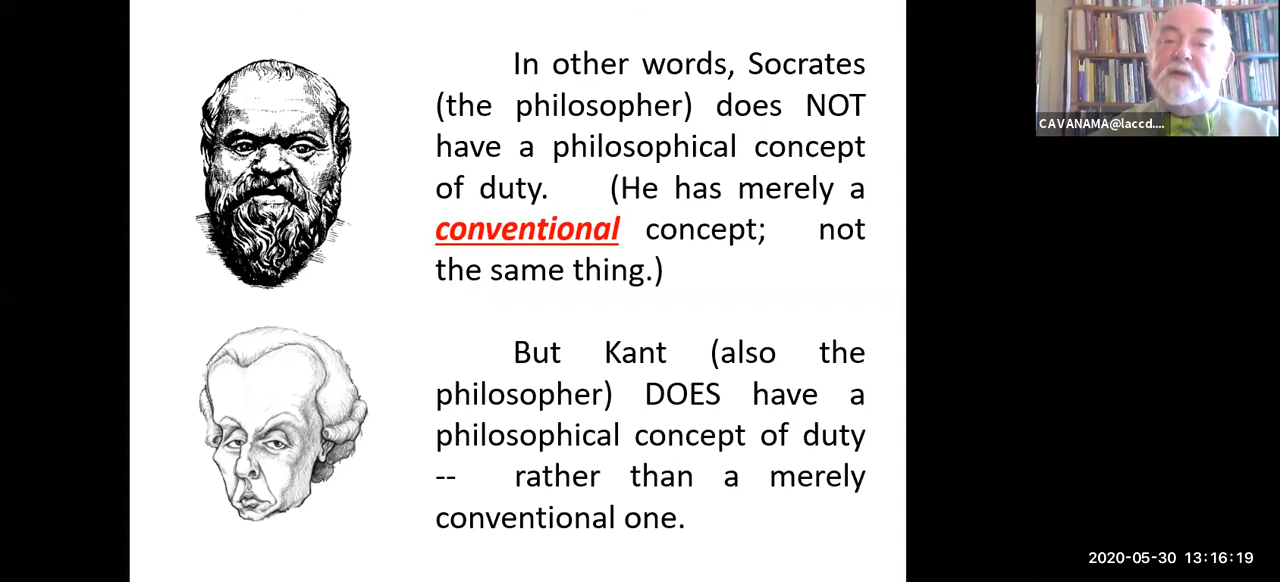 In other words, Socrates
(the philosopher) does NOT
have a philosophical concept
of duty. (He has merely a
conventional concept; not
the same thing.)
But Kant (also the
philosopher) DOES have a
philosophical concept of duty
-- rather than a merely
conventional one.
CAVANAMA@laccd....
2020-05-30 13:16:19